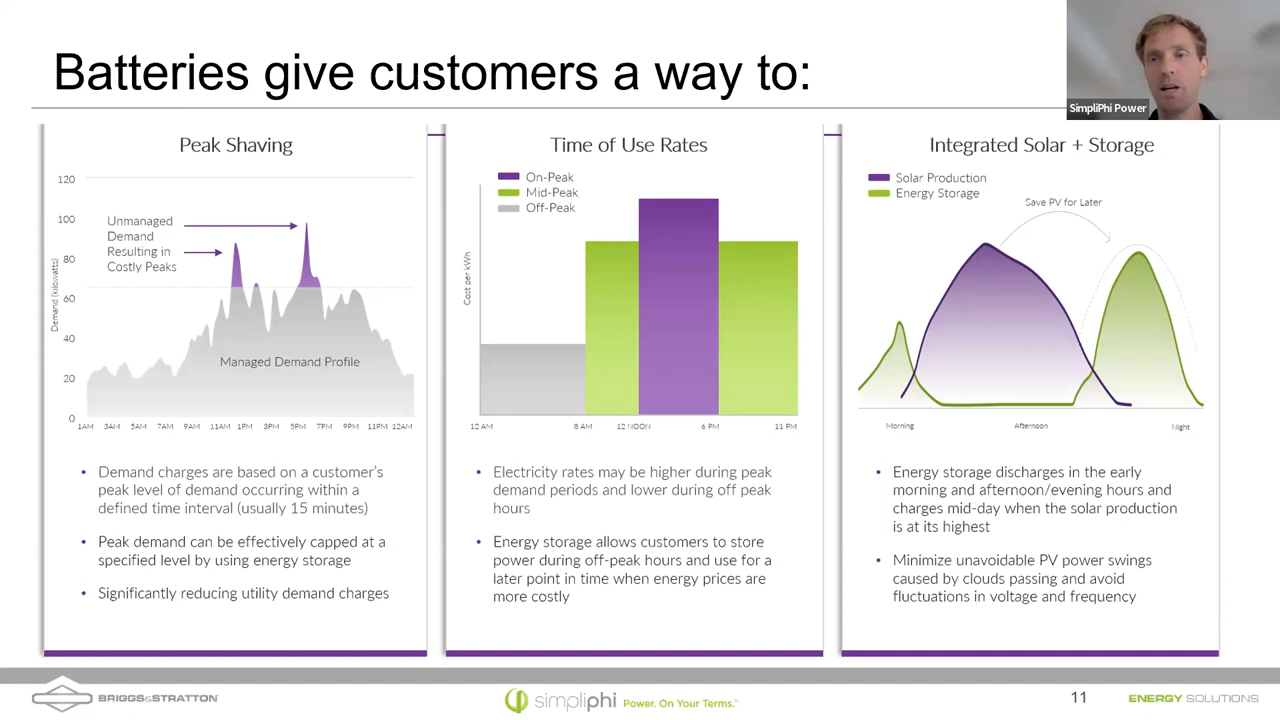 Batteries give customers a way to:
SimpliPhi Power
Peak Shaving
120
100
80
60
40
20
0
Demand (kilowatts)
Unmanaged
Demand
Resulting in
Costly Peaks
Managed Demand Profile
1AM 3AM 5AM 7AM 9AM 11AM 1PM 3PM 5PM 7PM 9PM 11PM 12AM
• Demand charges are based on a customer's
peak level of demand occurring within a
defined time interval (usually 15 minutes)
• Peak demand can be effectively capped at a
specified level by using energy storage
• Significantly reducing utility demand charges
Time of Use Rates
On-Peak
Mid-Peak
Off-Peak
Cost per kWh
12 AM 8 AM 12 NOON 6 PM 11 PM
• Electricity rates may be higher during peak
demand periods and lower during off peak
hours
• Energy storage allows customers to store
power during off-peak hours and use for a
later point in time when energy prices are
more costly
Integrated Solar + Storage
Solar Production
Energy Storage
Save PV for Later
Morning Afternoon Night
• Energy storage discharges in the early
morning and afternoon/evening hours and
charges mid-day when the solar production
is at its highest
• Minimize unavoidable PV power swings
caused by clouds passing and avoid
fluctuations in voltage and frequency
BRIGGS&STRATTON
simpliphi Power. On Your Terms.™
11
ENERGY SOLUTIONS